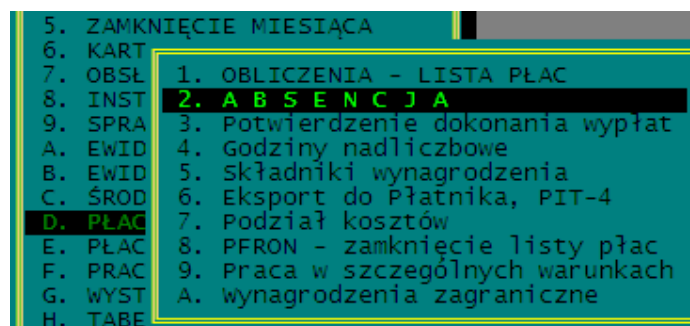 5. ZAMKNIĘCIE MIESIĄCA
6. KART
7. OBSŁ
8. INST
9. SPRA
A. EWID
B. EWID
C. ŚROD
D. PŁAC
E. PŁAC
F. PRAC
G. WYST
H. TABE
1. OBLICZENIA - LISTA PŁAC
2. A B S E N C J A
3. Potwierdzenie dokonania wypłat
4. Godziny nadliczbowe
5. Składniki wynagrodzenia
6. Eksport do Płatnika, PIT-4
7. Podział kosztów
8. PFRON - zamknięcie listy płac
9. Praca w szczególnych warunkach
A. Wynagrodzenia zagraniczne